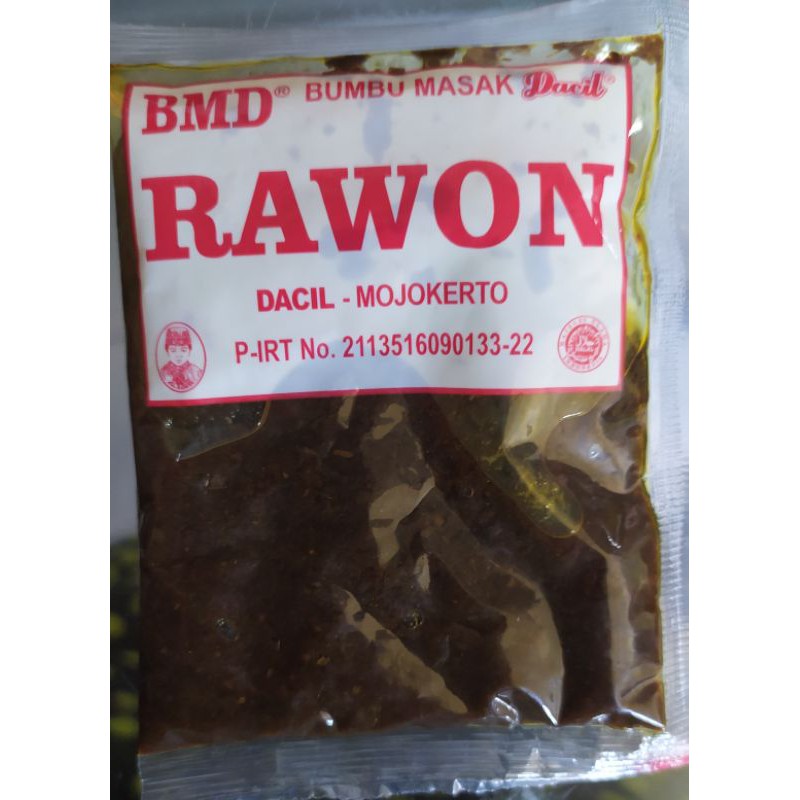 BMD® BUMBU MASAK Dacil®
RAWON
DACIL - MOJOKERTO
P-IRT No. 2113516090133-22